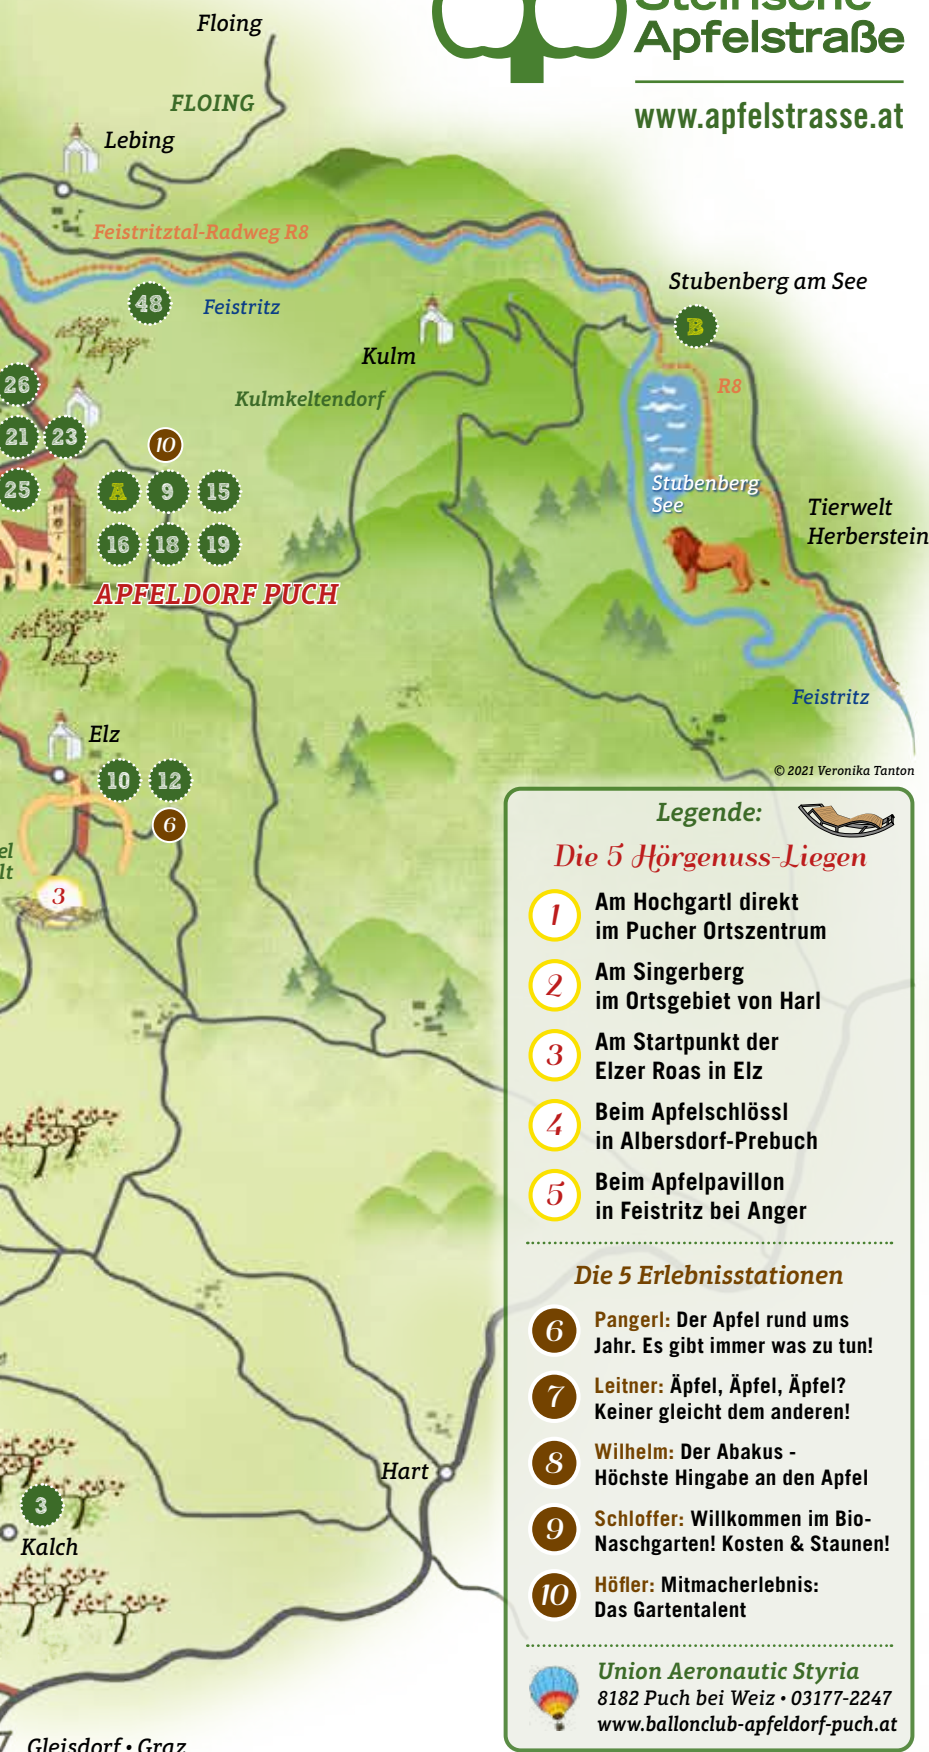 Steirische
Apfelstraße
www.apfelstrasse.at
Floing
FLOING
Lebing
Feistritztal-Radweg R8
48
Feistritz
Stubenberg am See
B
Kulm
Kulmkeltendorf
R8
26
21 23
10
25
A 9 15
16 18 19
Stubenberg
See
Tierwelt
Herberstein
APFELDORF PUCH
Feistritz
Elz
10 12
6
el
lt
3
© 2021 Veronika Tanton
Legende:
Die 5 Hörgenuss-Liegen
1 Am Hochgartl direkt
im Pucher Ortszentrum
2 Am Singerberg
im Ortsgebiet von Harl
3 Am Startpunkt der
Elzer Roas in Elz
4 Beim Apfelschlössl
in Albersdorf-Prebuch
5 Beim Apfelpavillon
in Feistritz bei Anger
Die 5 Erlebnisstationen
6 Pangerl: Der Apfel rund ums
Jahr. Es gibt immer was zu tun!
7 Leitner: Äpfel, Äpfel, Äpfel?
Keiner gleicht dem anderen!
8 Wilhelm: Der Abakus -
Höchste Hingabe an den Apfel
9 Schloffer: Willkommen im Bio-
Naschgarten! Kosten & Staunen!
10 Höfler: Mitmacherlebnis:
Das Gartentalent
Union Aeronautic Styria
8182 Puch bei Weiz • 03177-2247
www.ballonclub-apfeldorf-puch.at
Hart
3
Kalch
Gleisdorf • Graz